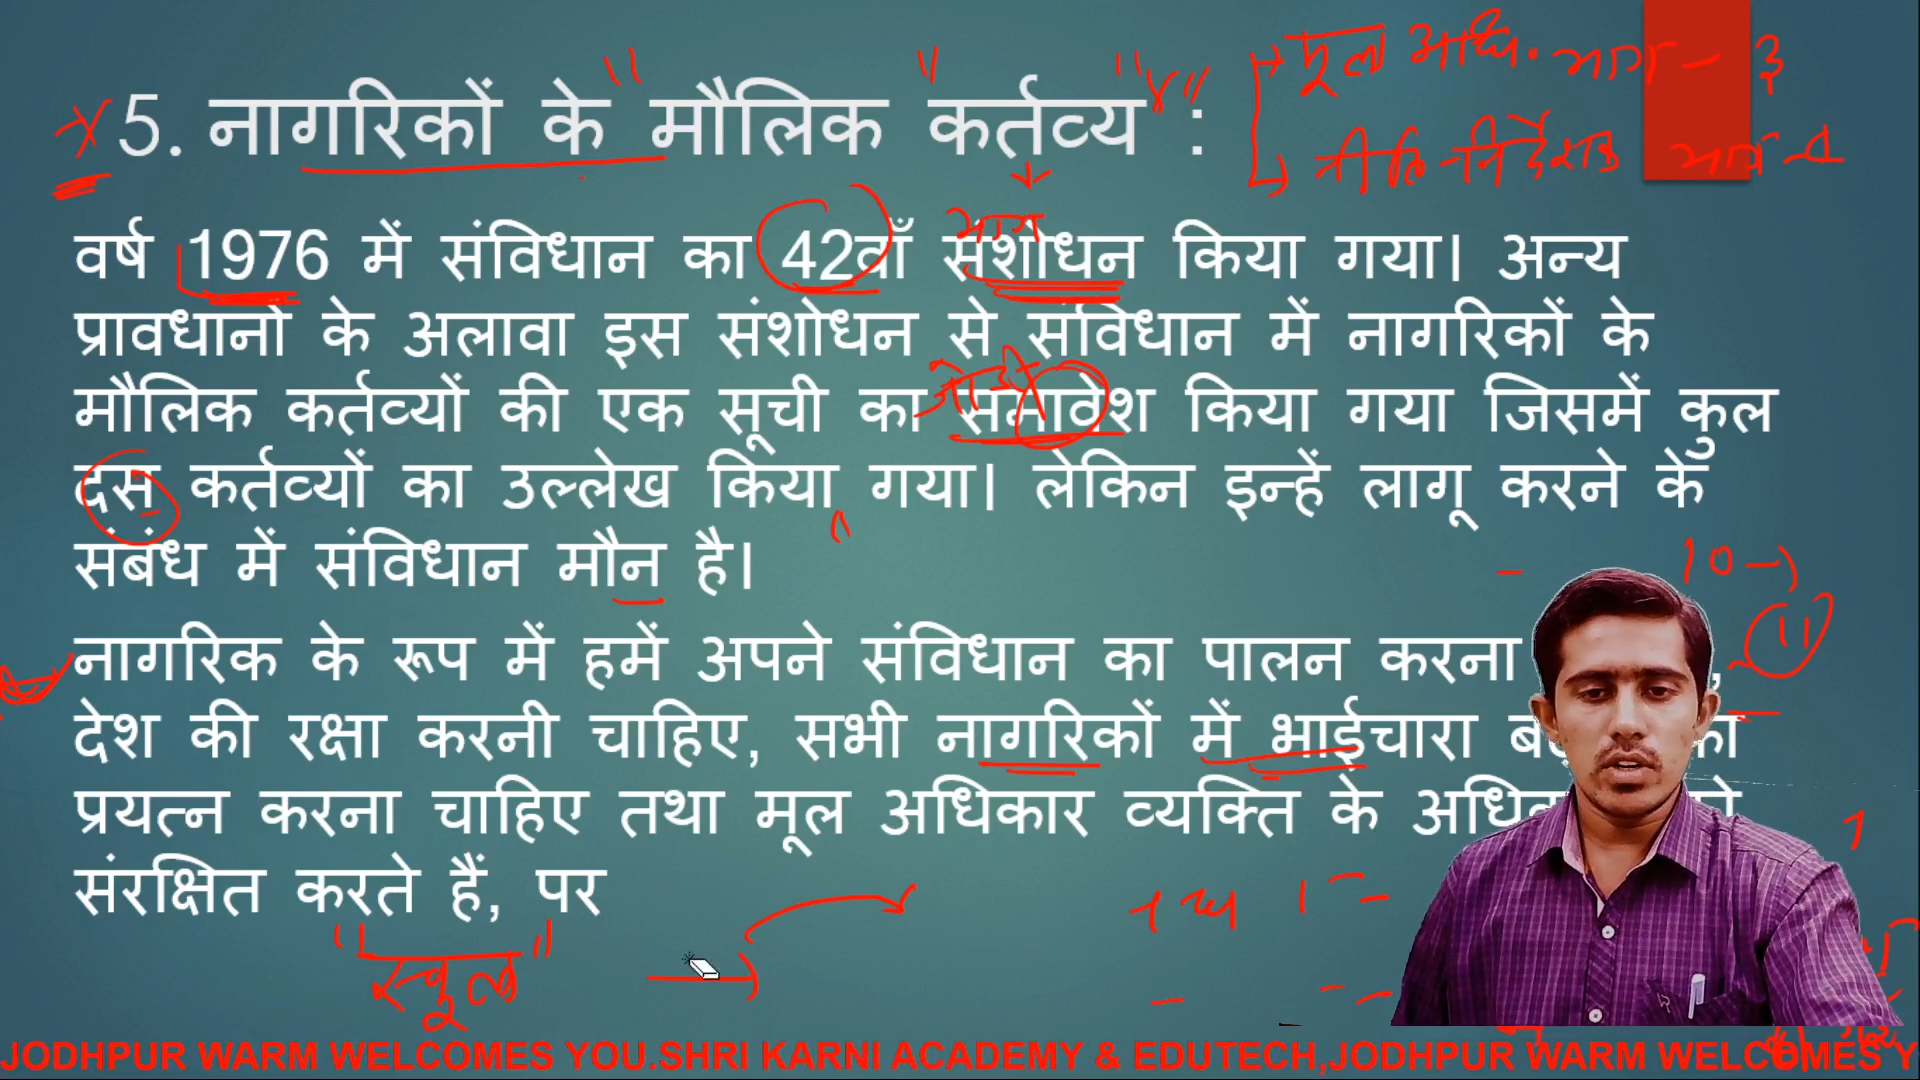 5. नागरिकों के मौलिक कर्तव्य :
मूल अधि. भाग - 3
नीति निर्देशक भाग - 4
भाग
वर्ष 1976 में संविधान का 42वाँ संशोधन किया गया। अन्य
प्रावधानों के अलावा इस संशोधन से संविधान में नागरिकों के
मौलिक कर्तव्यों की एक सूची का समावेश किया गया जिसमें कुल
दस कर्तव्यों का उल्लेख किया गया। लेकिन इन्हें लागू करने के
संबंध में संविधान मौन है।
10
11
नागरिक के रूप में हमें अपने संविधान का पालन करना ,
देश की रक्षा करनी चाहिए, सभी नागरिकों में भाईचारा का
प्रयत्न करना चाहिए तथा मूल अधिकार व्यक्ति के
संरक्षित करते हैं, पर
"स्कूल"
JODHPUR WARM WELCOMES YOU.SHRI KARNI ACADEMY & EDUTECH,JODHPUR WARM WELCOMES Y